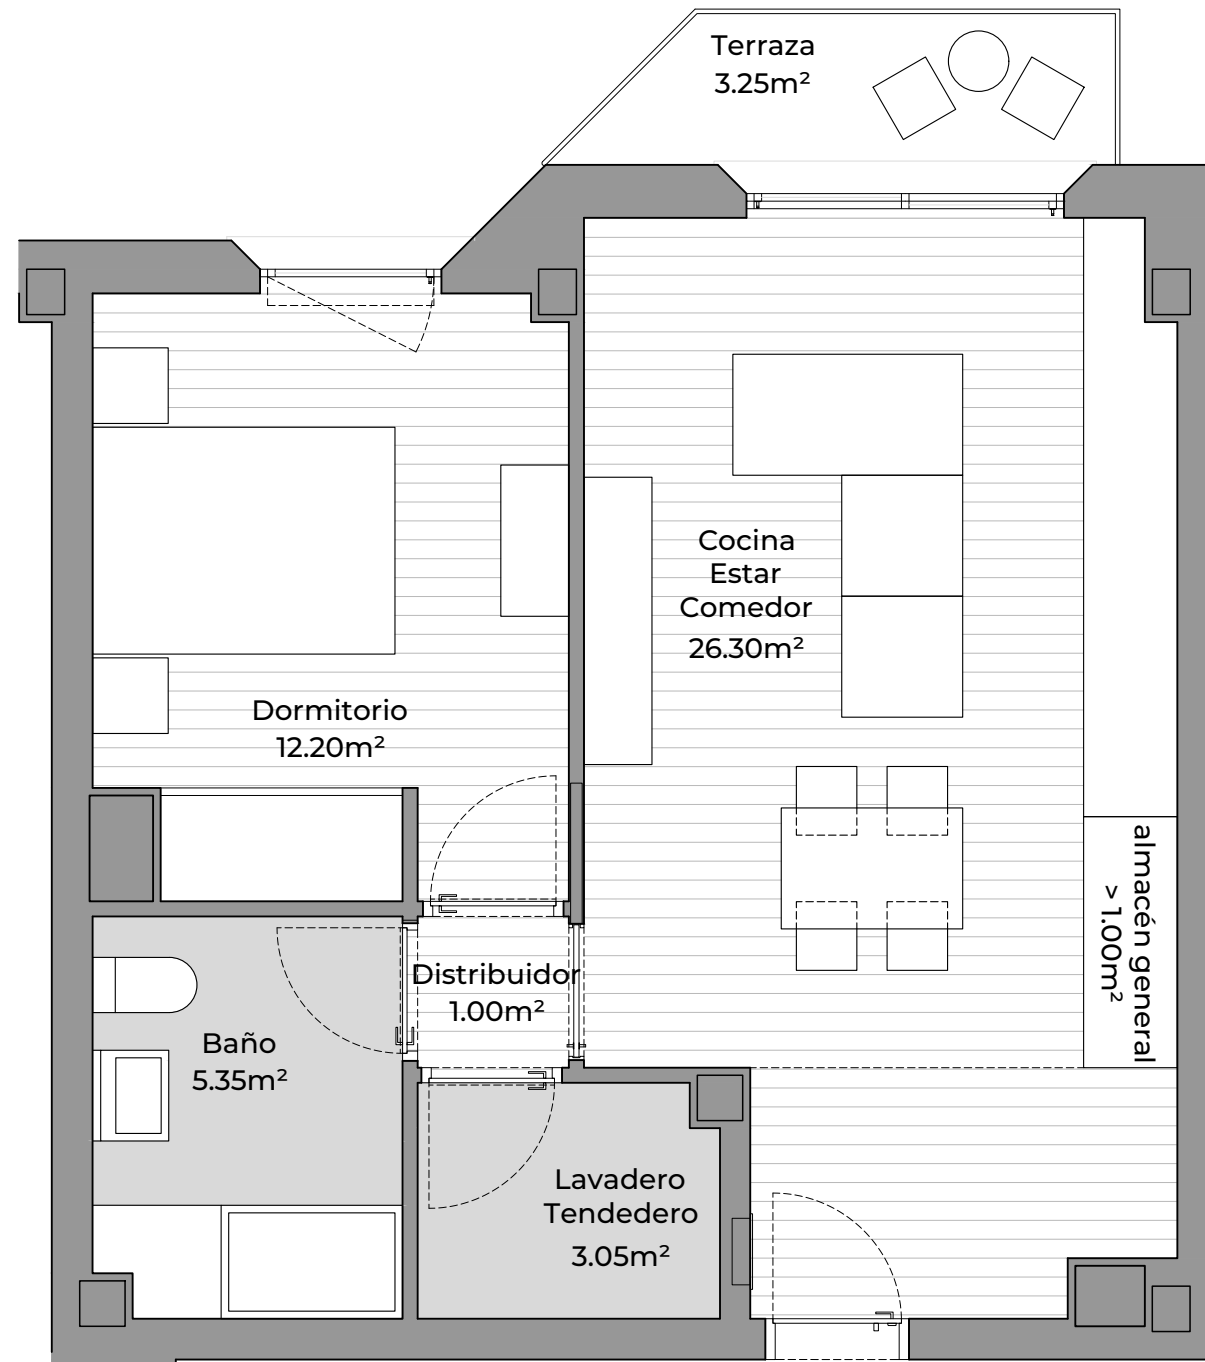 Terraza
3.25m²
Cocina
Estar
Comedor
26.30m²
Dormitorio
12.20m²
almacén general
> 1.00m²
Distribuidor
1.00m²
Baño
5.35m²
Lavadero
Tendedero
3.05m²